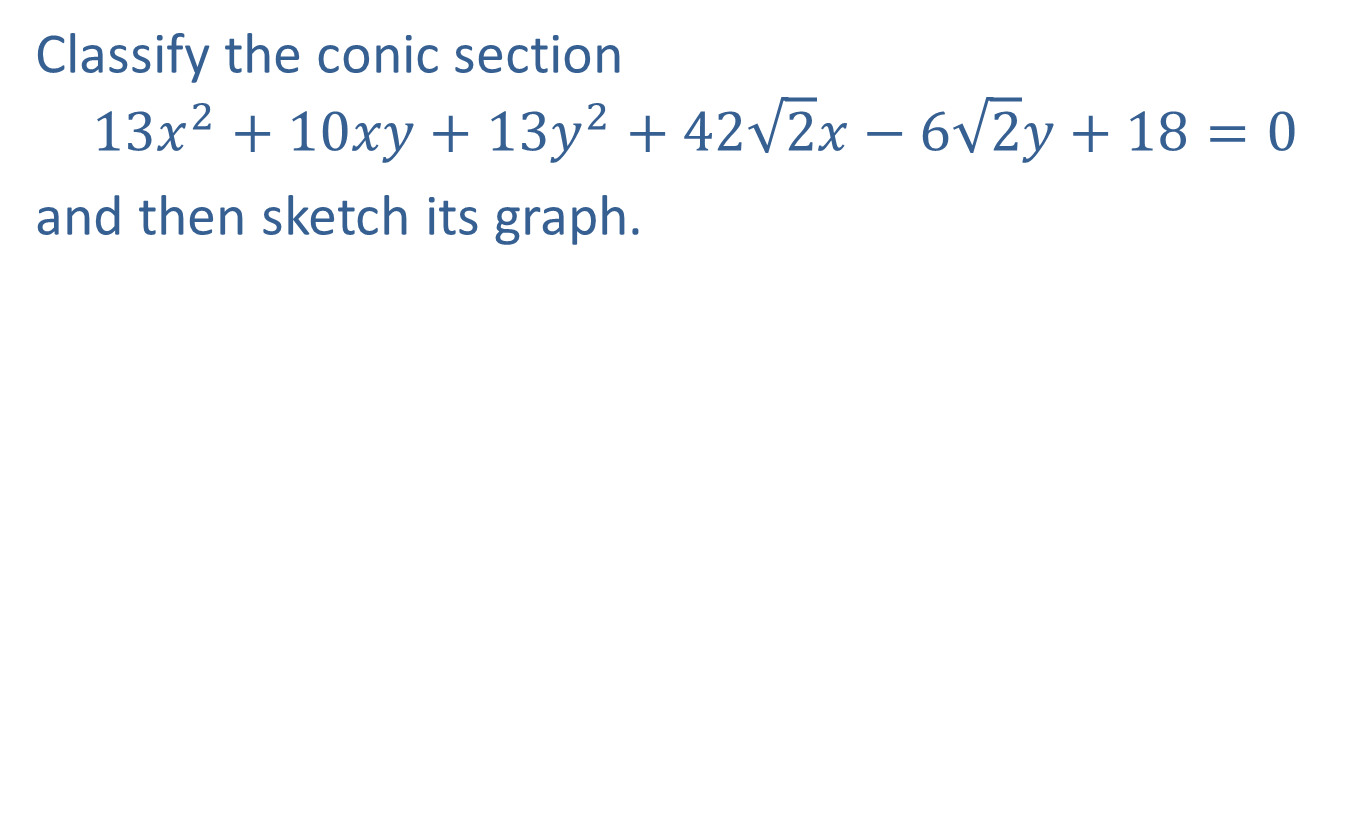 Classify the conic section
13x² + 10xy + 13y² + 42√2x − 6√2y + 18 = 0
and then sketch its graph.